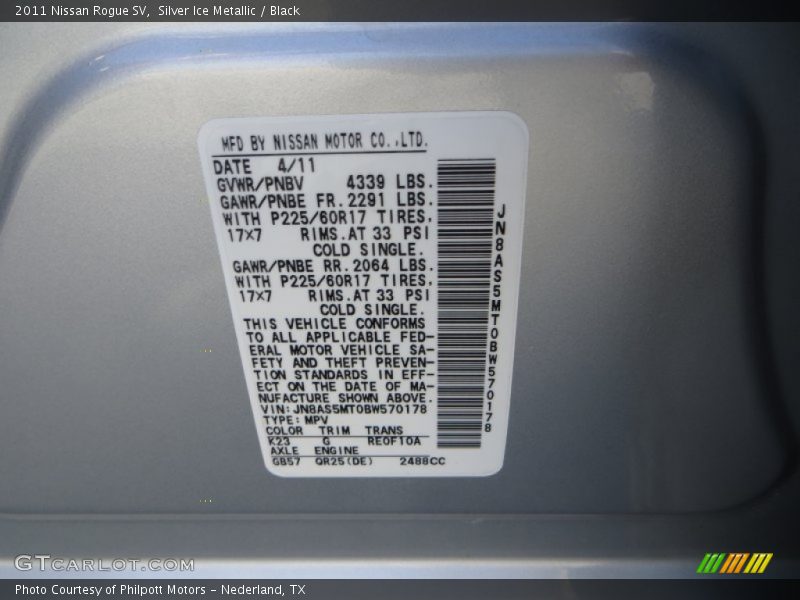 2011 Nissan Rogue SV,  Silver Ice Metallic / Black
MFD BY NISSAN MOTOR CO.,LTD.
DATE 4/11
GVWR/PNBV 4339 LBS.
GAWR/PNBE FR. 2291 LBS.
WITH P225/60R17 TIRES,
17×7 RIMS. AT 33 PSI
COLD SINGLE.
GAWR/PNBE RR. 2064 LBS.
WITH P225/60R17 TIRES,
17×7 RIMS. AT 33 PSI
COLD SINGLE.
THIS VEHICLE CONFORMS
TO ALL APPLICABLE FED-
ERAL MOTOR VEHICLE SA-
FETY AND THEFT PREVEN-
TION STANDARDS IN EFF-
ECT ON THE DATE OF MA-
NUFACTURE SHOWN ABOVE.
VIN:JN8AS5MT0BW570178
TYPE:MPV
COLOR TRIM TRANS
K23 G RE0F10A
AXLE ENGINE
GB57 QR25(DE) 2488CC
JN8AS5MT0BW570178
GTCARLOT.COM
Photo Courtesy of Philpott Motors – Nederland, TX